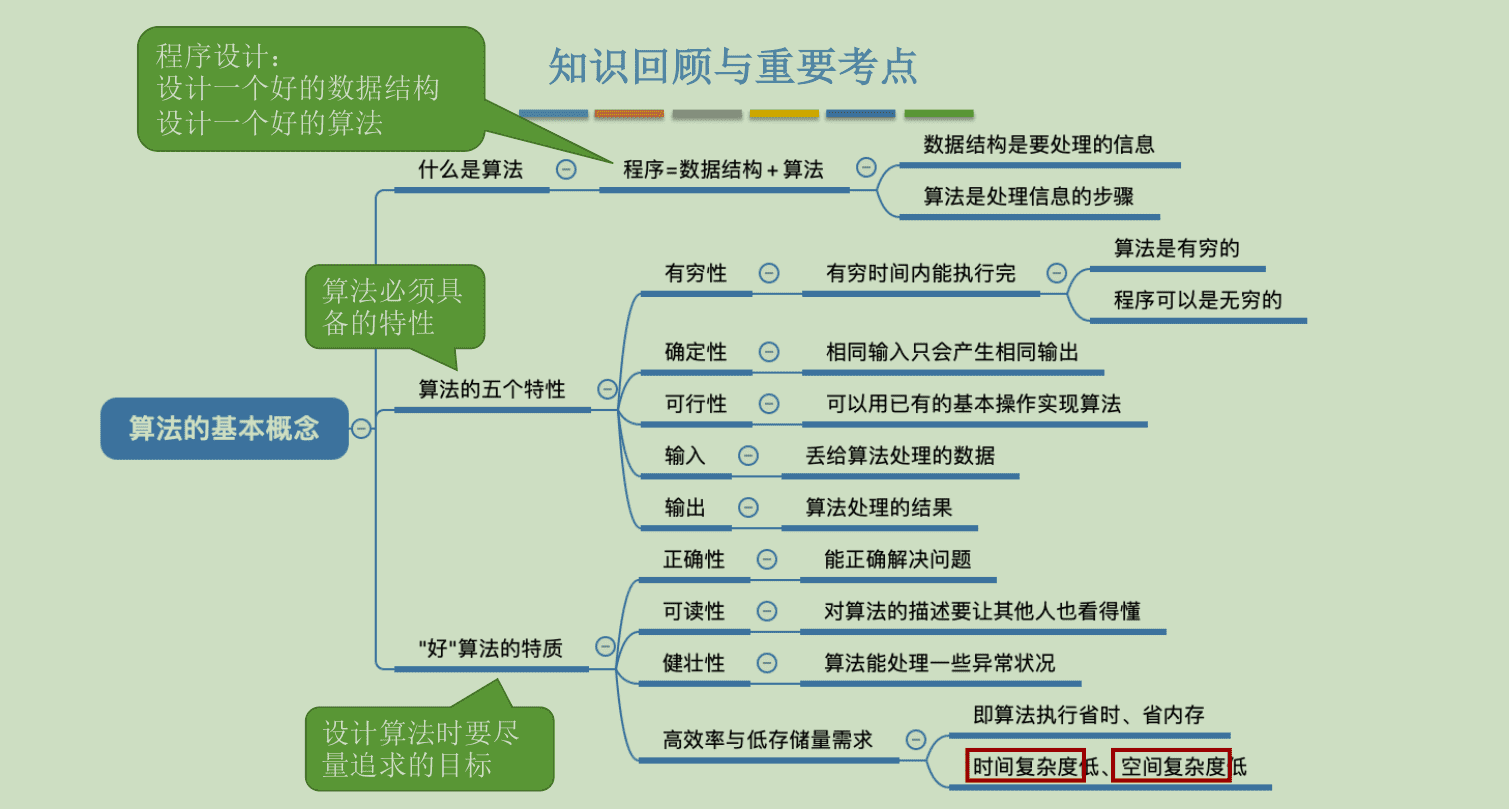 程序设计：
设计一个好的数据结构
设计一个好的算法
知识回顾与重要考点
什么是算法
程序=数据结构+算法
数据结构是要处理的信息
算法是处理信息的步骤
算法必须具
备的特性
算法的基本概念
算法的五个特性
有穷性
有穷时间内能执行完
算法是有穷的
程序可以是无穷的
确定性
相同输入只会产生相同输出
可行性
可以用已有的基本操作实现算法
输入
丢给算法处理的数据
输出
算法处理的结果
"好"算法的特质
正确性
能正确解决问题
可读性
对算法的描述要让其他人也看得懂
健壮性
算法能处理一些异常状况
高效率与低存储量需求
即算法执行省时、省内存
时间复杂度低、空间复杂度低
设计算法时要尽
量追求的目标